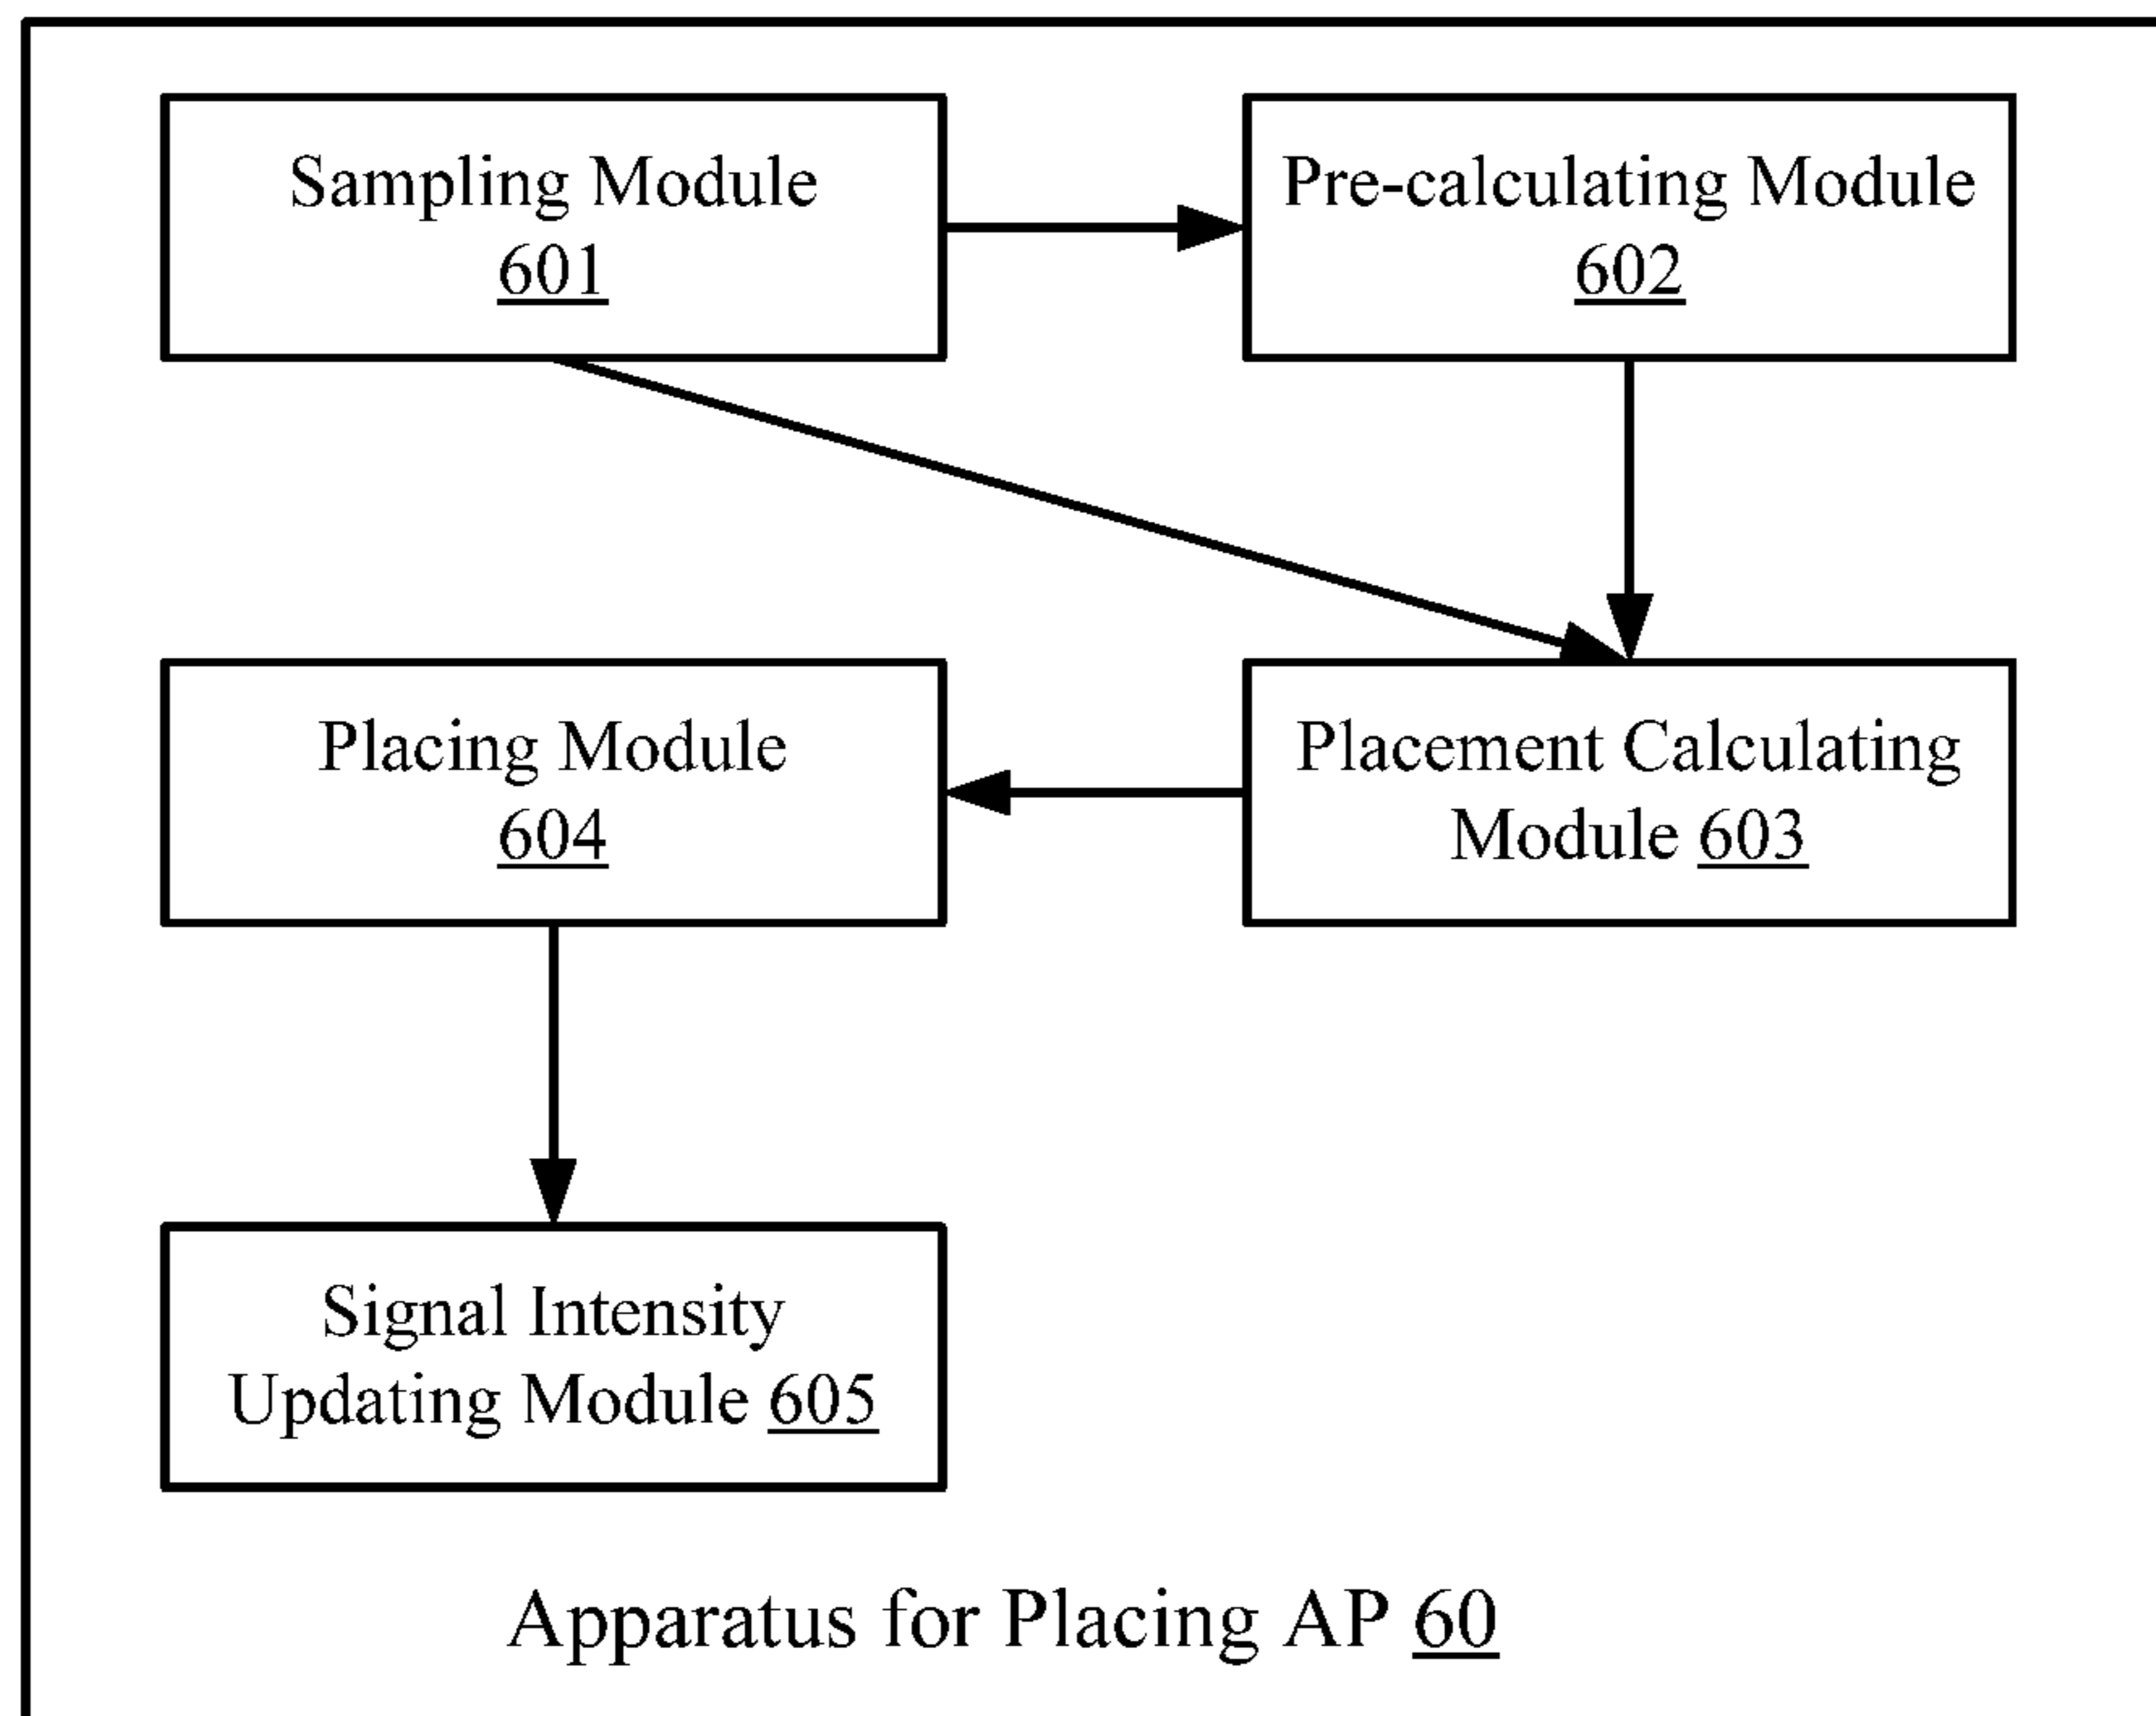 Sampling Module
601
Pre-calculating Module
602
Placing Module
604
Placement Calculating
Module 603
Signal Intensity
Updating Module 605
Apparatus for Placing AP 60